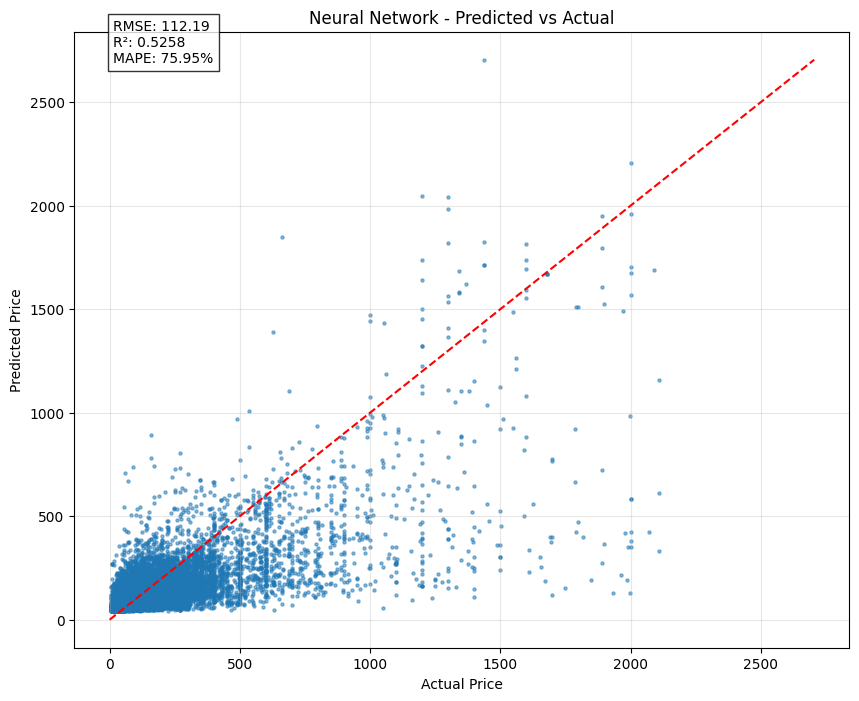 Neural Network - Predicted vs Actual
RMSE: 112.19
R²: 0.5258
MAPE: 75.95%
Predicted Price
2500
2000
1500
1000
500
0
0 500 1000 1500 2000 2500
Actual Price